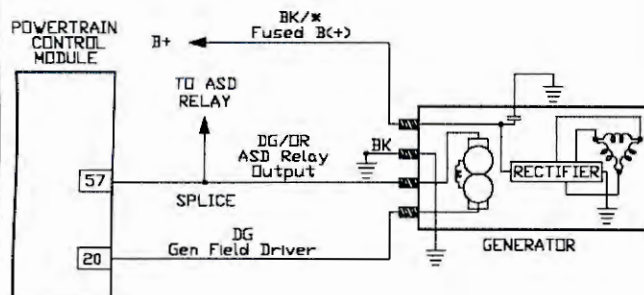 POWERTRAIN
CONTROL
MODULE
BK/*
Fused B(+)
B+
TO ASD
RELAY
DG/OR
ASD Relay
Output
BK
57
SPLICE
RECTIFIER
DG
Gen Field Driver
20
GENERATOR